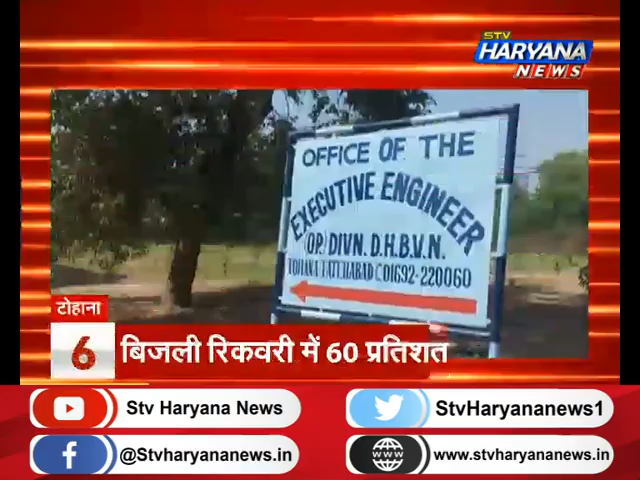 STV
HARYANA
NEWS
OFFICE OF THE
EXECUTIVE ENGINEER
(OP.) DIVN. D.H.B.V.N.
TOHANA FATEHABAD 01692-220060
टोहाना
6
बिजली रिकवरी में 60 प्रतिशत
Stv Haryana News
StvHaryananews1
@Stvharyananews.in
www.stvharyananews.in